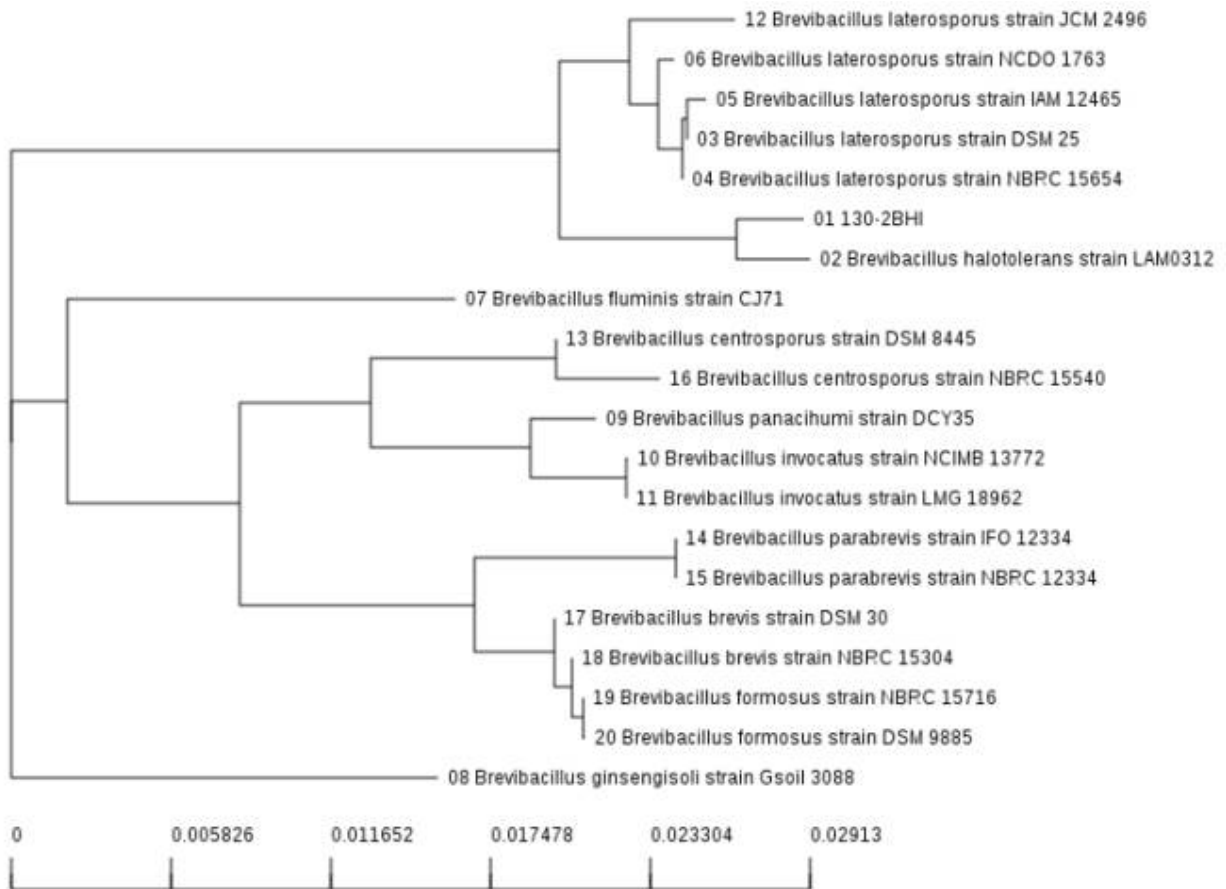 12 Brevibacillus laterosporus strain JCM 2496
06 Brevibacillus laterosporus strain NCDO 1763
05 Brevibacillus laterosporus strain IAM 12465
03 Brevibacillus laterosporus strain DSM 25
04 Brevibacillus laterosporus strain NBRC 15654
01 130-2BHI
02 Brevibacillus halotolerans strain LAM0312
07 Brevibacillus fluminis strain CJ71
13 Brevibacillus centrosporus strain DSM 8445
16 Brevibacillus centrosporus strain NBRC 15540
09 Brevibacillus panacihumi strain DCY35
10 Brevibacillus invocatus strain NCIMB 13772
11 Brevibacillus invocatus strain LMG 18962
14 Brevibacillus parabrevis strain IFO 12334
15 Brevibacillus parabrevis strain NBRC 12334
17 Brevibacillus brevis strain DSM 30
18 Brevibacillus brevis strain NBRC 15304
19 Brevibacillus formosus strain NBRC 15716
20 Brevibacillus formosus strain DSM 9885
08 Brevibacillus ginsengisoli strain Gsoil 3088
0 0.005826 0.011652 0.017478 0.023304 0.02913